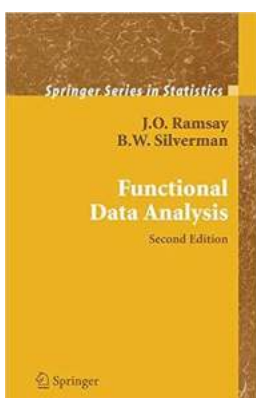 Springer Series in Statistics
J.O. Ramsay
B.W. Silverman
Functional
Data Analysis
Second Edition
Springer